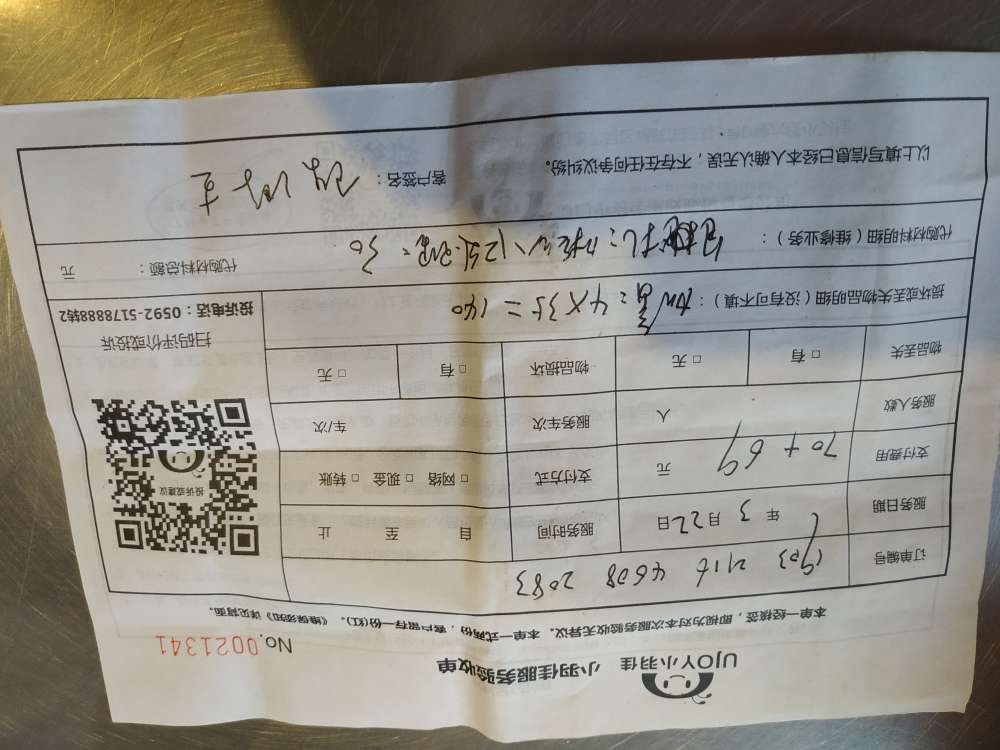 UJOY小羽佳 小羽佳服务验收单
No.0021341
本单一经核签，即视为对本次服务验收无异议。本单一式两份，客户留存一份(红)。《维保须知》详见背面。
订单编号 1903 2116 4608 2083
服务日期 年 3 月 22 日 服务时间 自 至 止
支付费用 70+69 元 支付方式 □ 网络 □ 现金 □ 转账
服务人数 人 服务车次 车/次
物品丢失 □ 有 □ 无 物品损坏 □ 有 □ 无
投诉或建议
扫码评价或投诉
投诉电话：0592-5178888转2
损坏或丢失物品明细（没有可不填）： 4×35=140
代购材料明细（维修业务）： 30 代购材料总额： 元
以上填写信息已经本人确认无误，不存在任何争议纠纷。 客户签名：